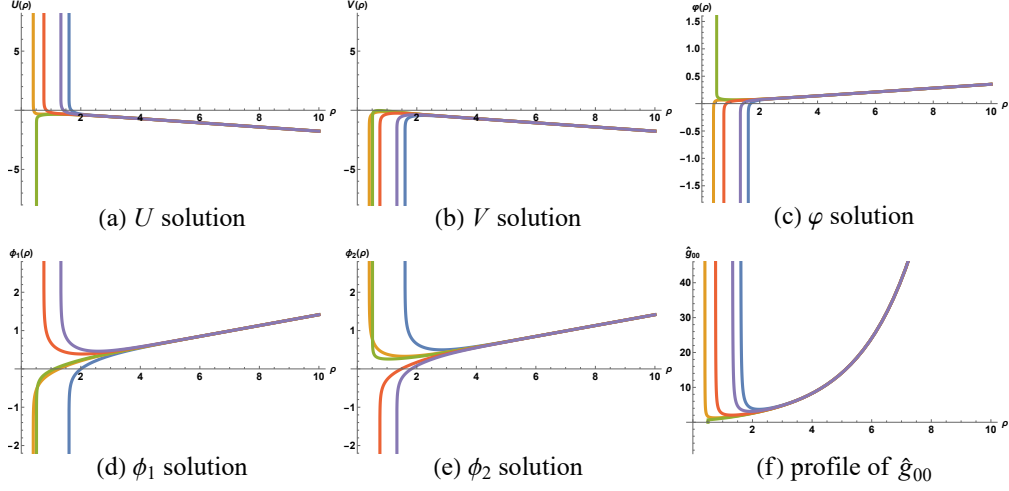 U(ρ)
5
-5
2 4 6 8 10 ρ
(a) U solution
V(ρ)
5
-5
2 4 6 8 10 ρ
(b) V solution
φ(ρ)
1.5
1.0
0.5
-0.5
-1.0
-1.5
2 4 6 8 10 ρ
(c) φ solution
ϕ₁(ρ)
2
1
-1
-2
2 4 6 8 10 ρ
(d) ϕ₁ solution
ϕ₂(ρ)
2
1
-1
-2
2 4 6 8 10 ρ
(e) ϕ₂ solution
ĝ₀₀
40
30
20
10
2 4 6 8 10 ρ
(f) profile of ĝ₀₀